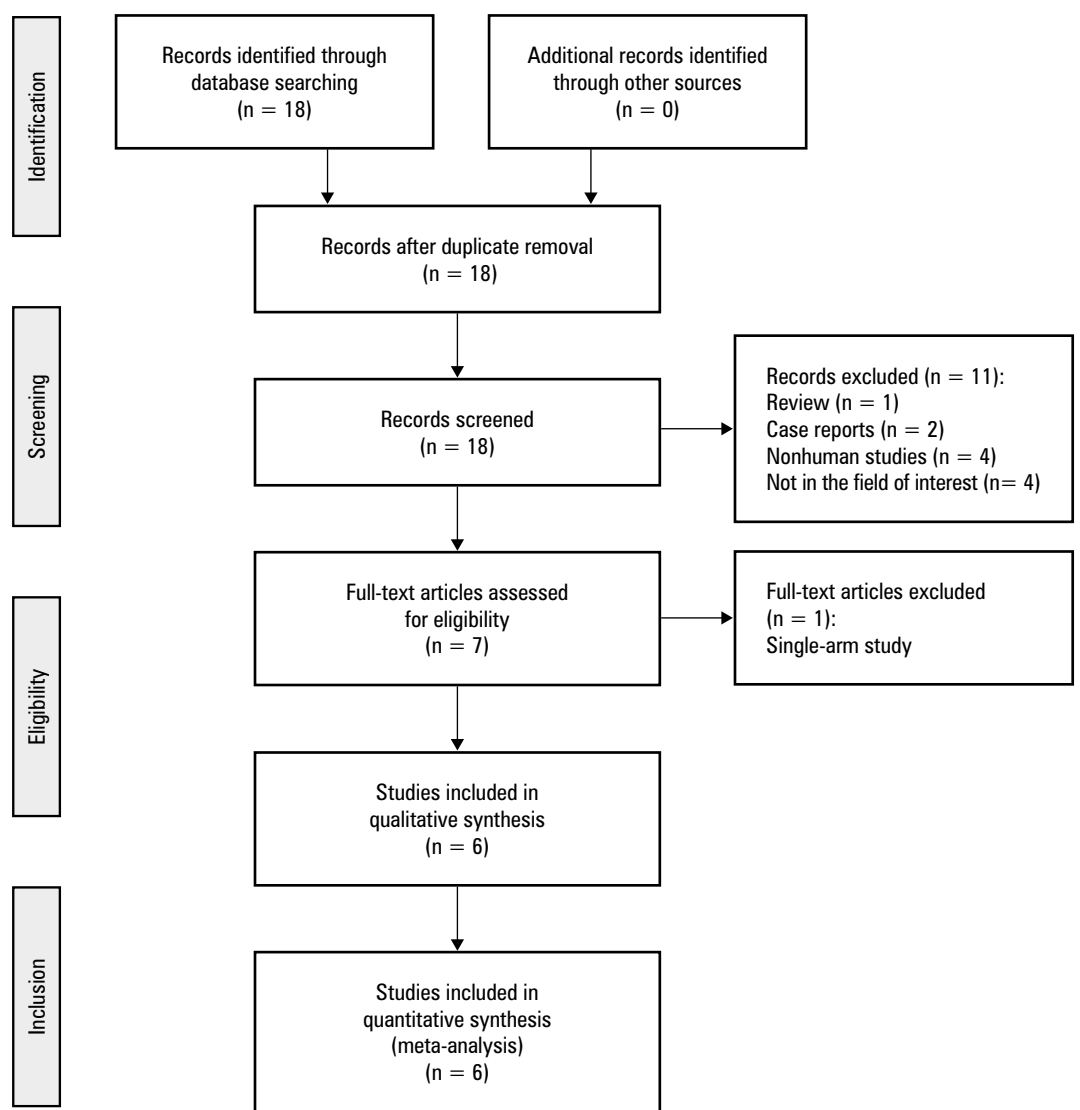 Identification
Records identified through
database searching
(n = 18)
Additional records identified
through other sources
(n = 0)
Records after duplicate removal
(n = 18)
Screening
Records screened
(n = 18)
Records excluded (n = 11):
Review (n = 1)
Case reports (n = 2)
Nonhuman studies (n = 4)
Not in the field of interest (n= 4)
Eligibility
Full-text articles assessed
for eligibility
(n = 7)
Full-text articles excluded
(n = 1):
Single-arm study
Studies included in
qualitative synthesis
(n = 6)
Inclusion
Studies included in
quantitative synthesis
(meta-analysis)
(n = 6)